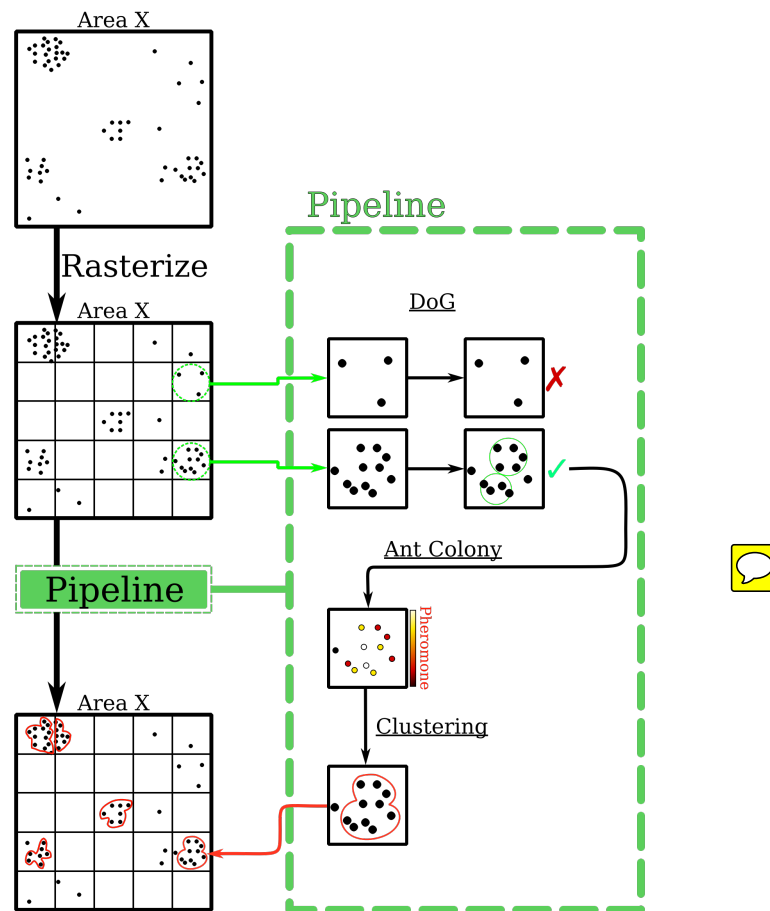 Area X
Pipeline
Rasterize
DoG
Area X
Ant Colony
Pipeline
Pheromone
Area X
Clustering